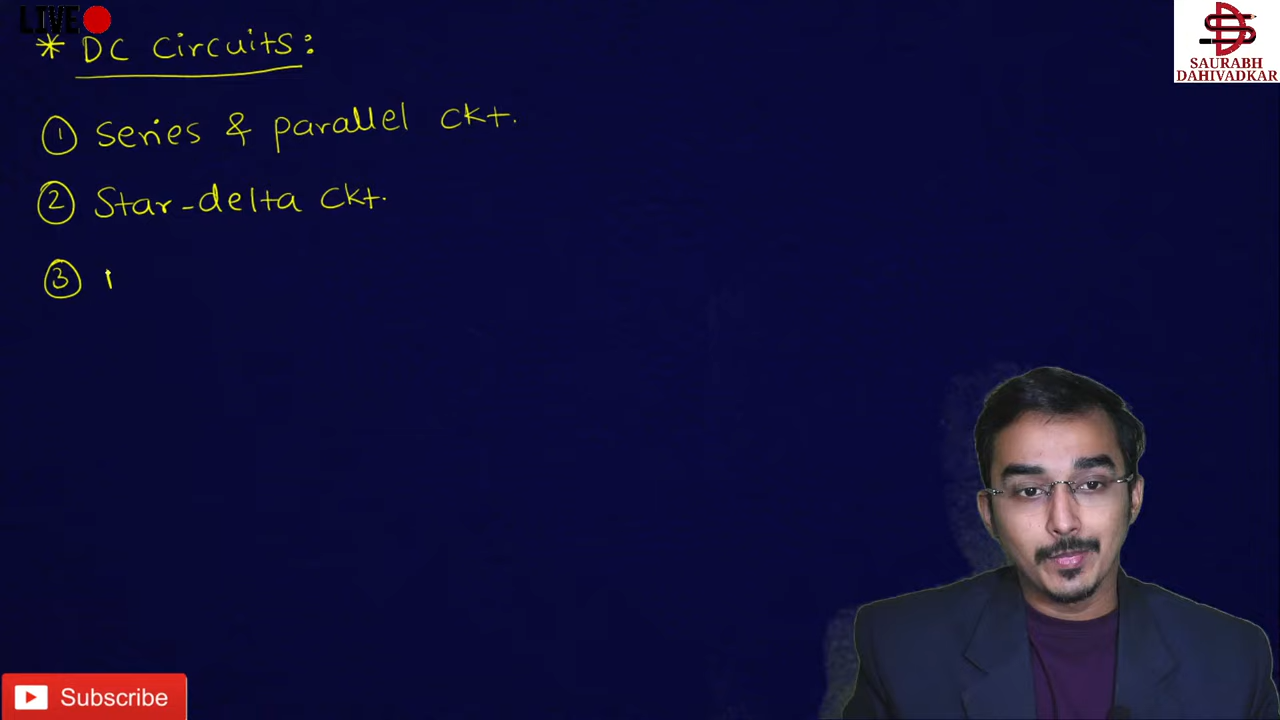 LIVE
* DC Circuits:
① Series & parallel Ckt.
② Star-delta Ckt.
③
SAURABH
DAHIVADKAR
Subscribe